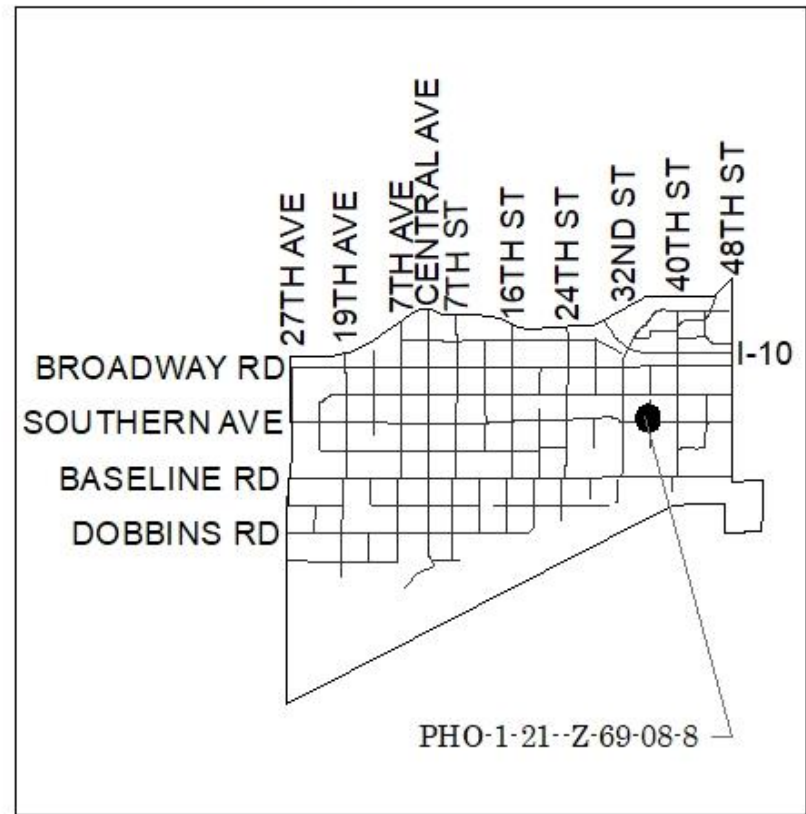 27TH AVE
19TH AVE
7TH AVE
CENTRAL AVE
7TH ST
16TH ST
24TH ST
32ND ST
40TH ST
48TH ST
I-10
BROADWAY RD
SOUTHERN AVE
BASELINE RD
DOBBINS RD
PHO-1-21--Z-69-08-8